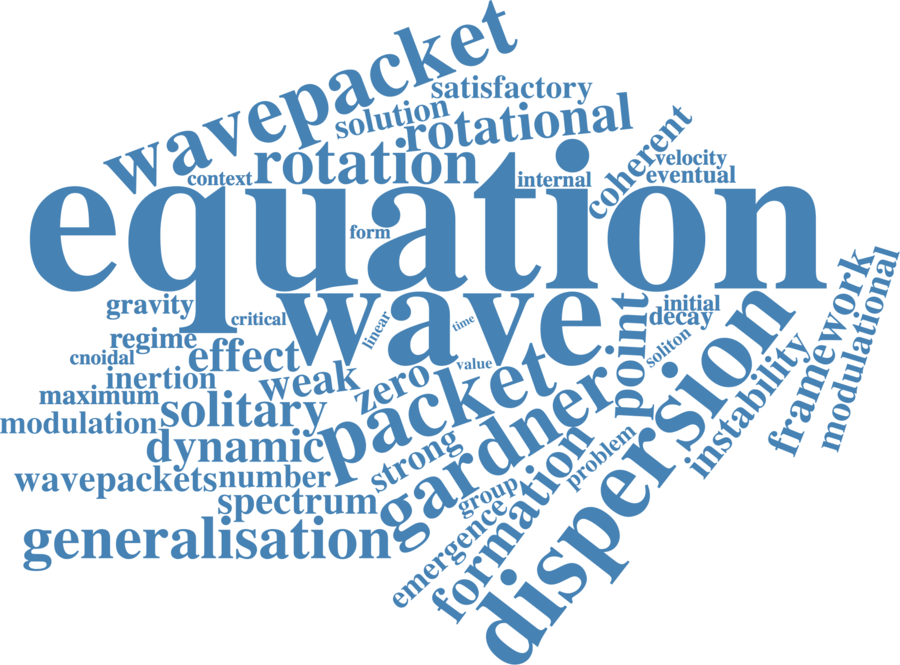 wavepacket
satisfactory
solution
rotational
coherent
rotation
context
internal
velocity
eventual
equation
form
framework
modulational
gravity
critical
wave
linear
time
value
point
initial
decay
soliton
dispersion
instability
regime
cnoidal
effect
inertion
weak
zero
maximum
solitary
packet
modulation
dynamic
strong
gardner
problem
wavepackets
number
group
formation
spectrum
emergence
generalisation